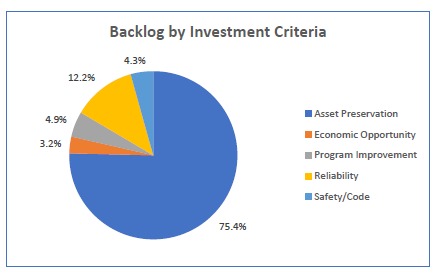 Backlog by Investment Criteria
4.3%
12.2%
4.9%
3.2%
75.4%
Asset Preservation
Economic Opportunity
Program Improvement
Reliability
Safety/Code